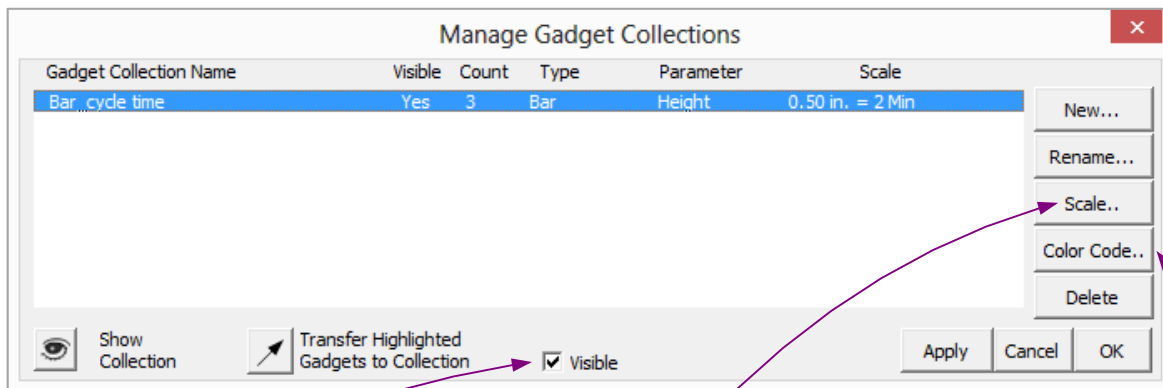 Manage Gadget Collections
Gadget Collection Name Visible Count Type Parameter Scale
Bar_cycle time Yes 3 Bar Height 0.50 in. = 2 Min
New...
Rename...
Scale..
Color Code..
Delete
Show
Collection
Transfer Highlighted
Gadgets to Collection
Visible
Apply Cancel OK